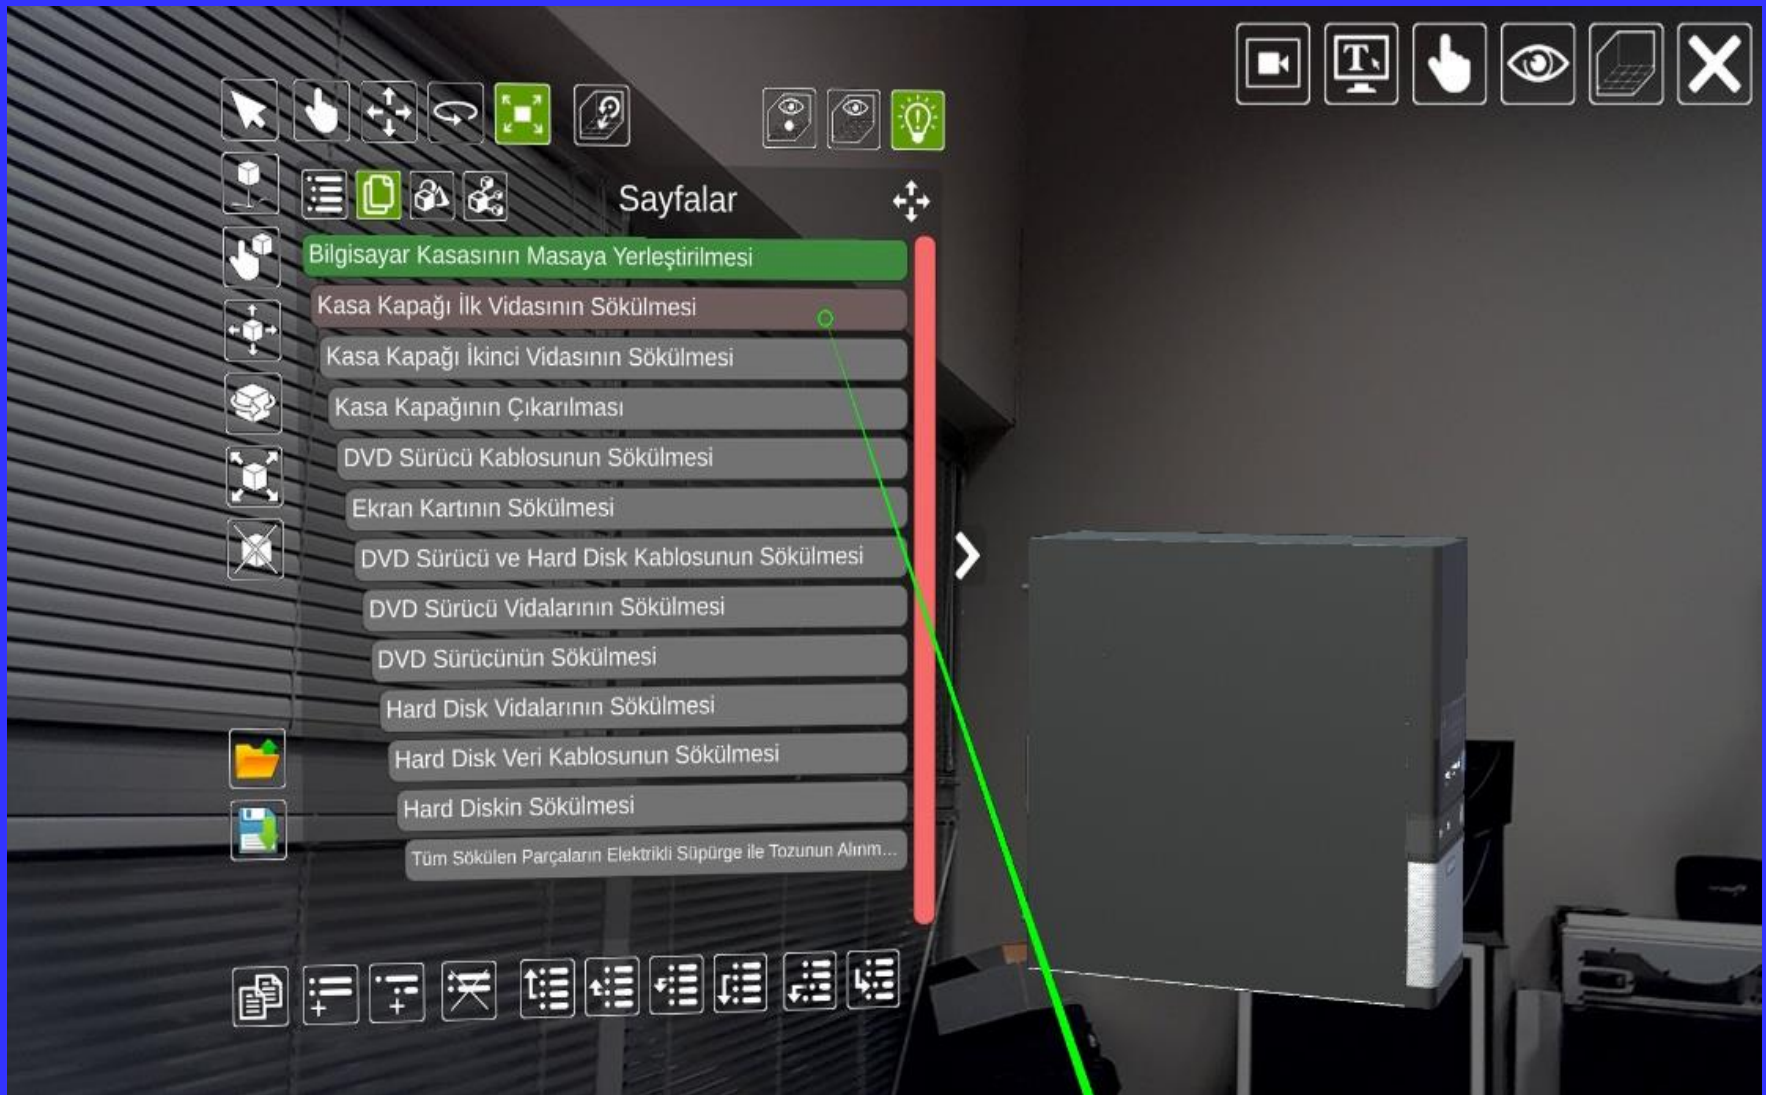 Sayfalar
Bilgisayar Kasasının Masaya Yerleştirilmesi
Kasa Kapağı İlk Vidasının Sökülmesi
Kasa Kapağı İkinci Vidasının Sökülmesi
Kasa Kapağının Çıkarılması
DVD Sürücü Kablosunun Sökülmesi
Ekran Kartının Sökülmesi
DVD Sürücü ve Hard Disk Kablosunun Sökülmesi
DVD Sürücü Vidalarının Sökülmesi
DVD Sürücünün Sökülmesi
Hard Disk Vidalarının Sökülmesi
Hard Disk Veri Kablosunun Sökülmesi
Hard Diskin Sökülmesi
Tüm Sökülen Parçaların Elektrikli Süpürge ile Tozunun Alınm...